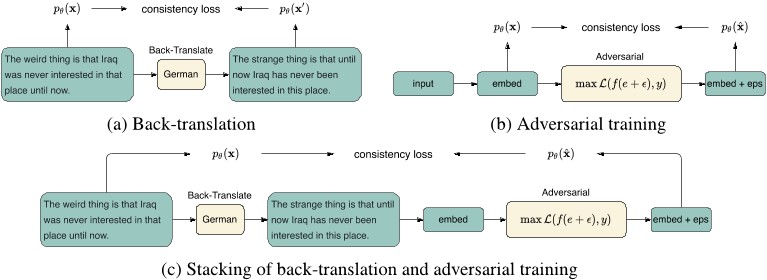 pθ(x) consistency loss pθ(x′)
Back-Translate
The weird thing is that Iraq
was never interested in that
place until now.
German
The strange thing is that until
now Iraq has never been
interested in this place.
(a) Back-translation
pθ(x) consistency loss pθ(x̂)
Adversarial
input embed max ℒ(f(e + ϵ), y) embed + eps
(b) Adversarial training
pθ(x) consistency loss pθ(x̂)
Back-Translate
The weird thing is that Iraq
was never interested in that
place until now.
German
The strange thing is that until
now Iraq has never been
interested in this place.
Adversarial
embed max ℒ(f(e + ϵ), y) embed + eps
(c) Stacking of back-translation and adversarial training